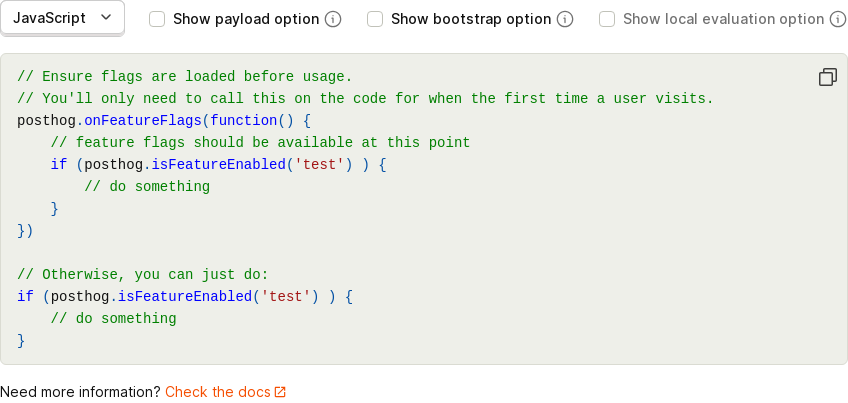 JavaScript Show payload option Show bootstrap option Show local evaluation option
// Ensure flags are loaded before usage.
// You'll only need to call this on the code for when the first time a user visits.
posthog.onFeatureFlags(function() {
    // feature flags should be available at this point
    if (posthog.isFeatureEnabled('test') ) {
        // do something
    }
})

// Otherwise, you can just do:
if (posthog.isFeatureEnabled('test') ) {
    // do something
}
Need more information? Check the docs